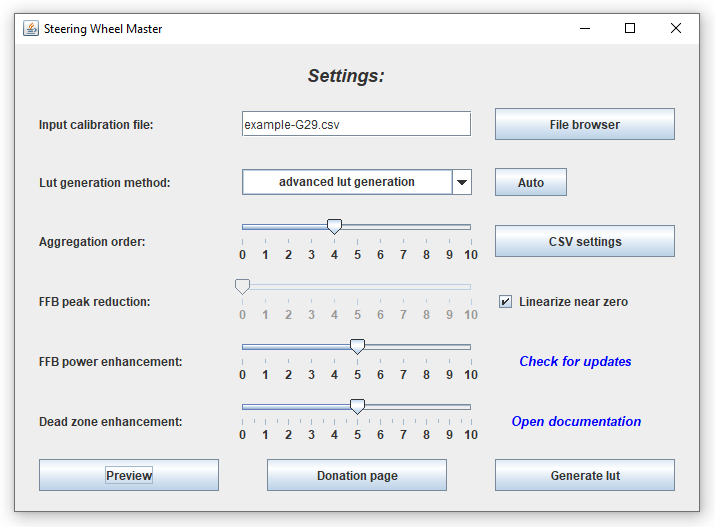 Steering Wheel Master
Settings:
Input calibration file: example-G29.csv File browser
Lut generation method: advanced lut generation Auto
Aggregation order: 0 1 2 3 4 5 6 7 8 9 10 CSV settings
FFB peak reduction: 0 1 2 3 4 5 6 7 8 9 10 Linearize near zero
FFB power enhancement: 0 1 2 3 4 5 6 7 8 9 10 Check for updates
Dead zone enhancement: 0 1 2 3 4 5 6 7 8 9 10 Open documentation
Preview Donation page Generate lut